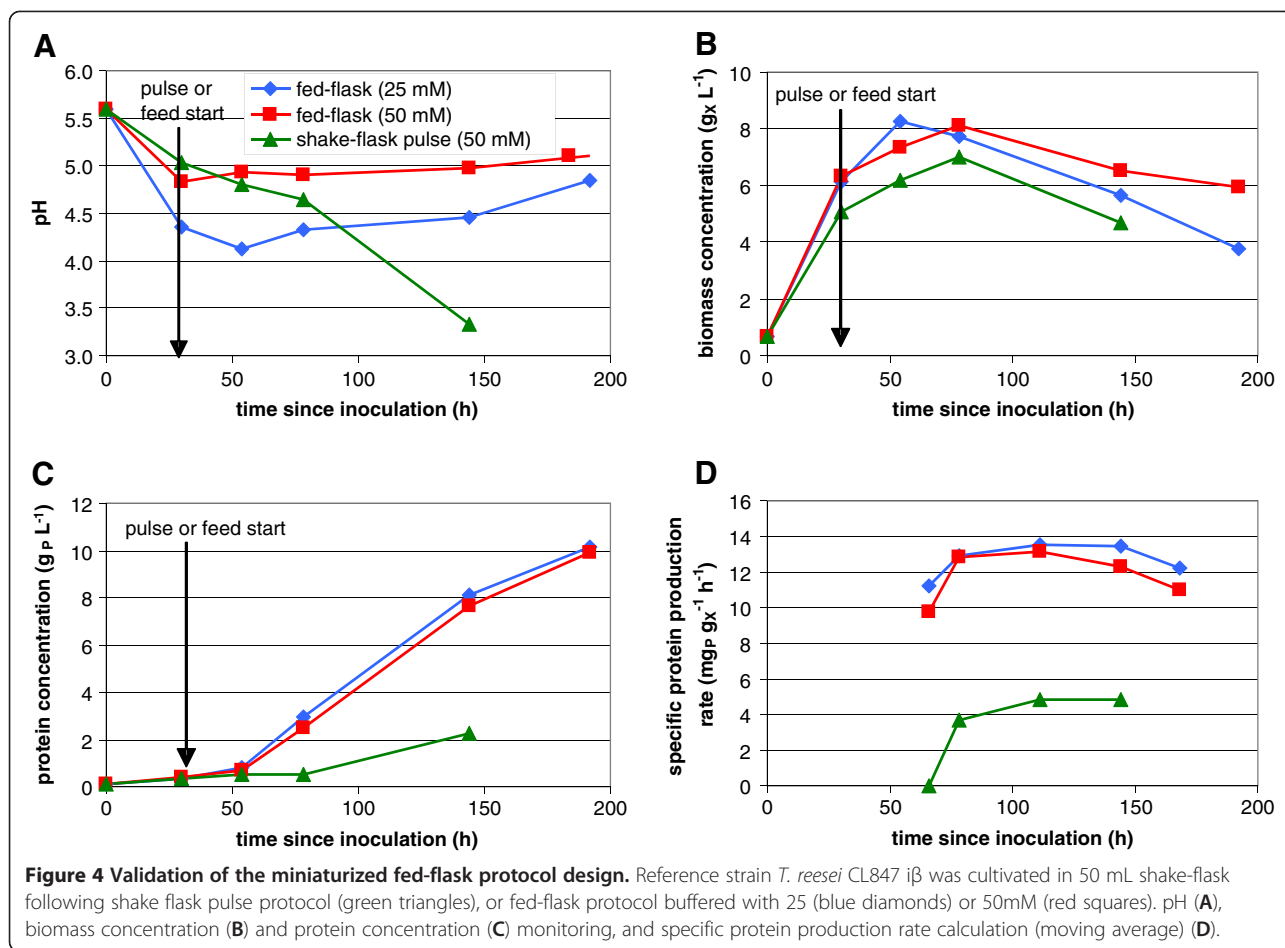 A
pulse or
feed start
fed-flask (25 mM)
fed-flask (50 mM)
shake-flask pulse (50 mM)
6.0
5.5
5.0
4.5
4.0
3.5
3.0
pH
0 50 100 150 200
time since inoculation (h)
B
pulse or feed start
10
8
6
4
2
0
biomass concentration (gx L-1)
0 50 100 150 200
time since inoculation (h)
C
pulse or feed start
12
10
8
6
4
2
0
protein concentration (g P L-1)
0 50 100 150 200
time since inoculation (h)
D
16
14
12
10
8
6
4
2
0
specific protein production
rate (mgP gx-1 h-1)
0 50 100 150 200
time since inoculation (h)
Figure 4 Validation of the miniaturized fed-flask protocol design. Reference strain T. reesei CL847 iβ was cultivated in 50 mL shake-flask
following shake flask pulse protocol (green triangles), or fed-flask protocol buffered with 25 (blue diamonds) or 50mM (red squares). pH (A),
biomass concentration (B) and protein concentration (C) monitoring, and specific protein production rate calculation (moving average) (D).